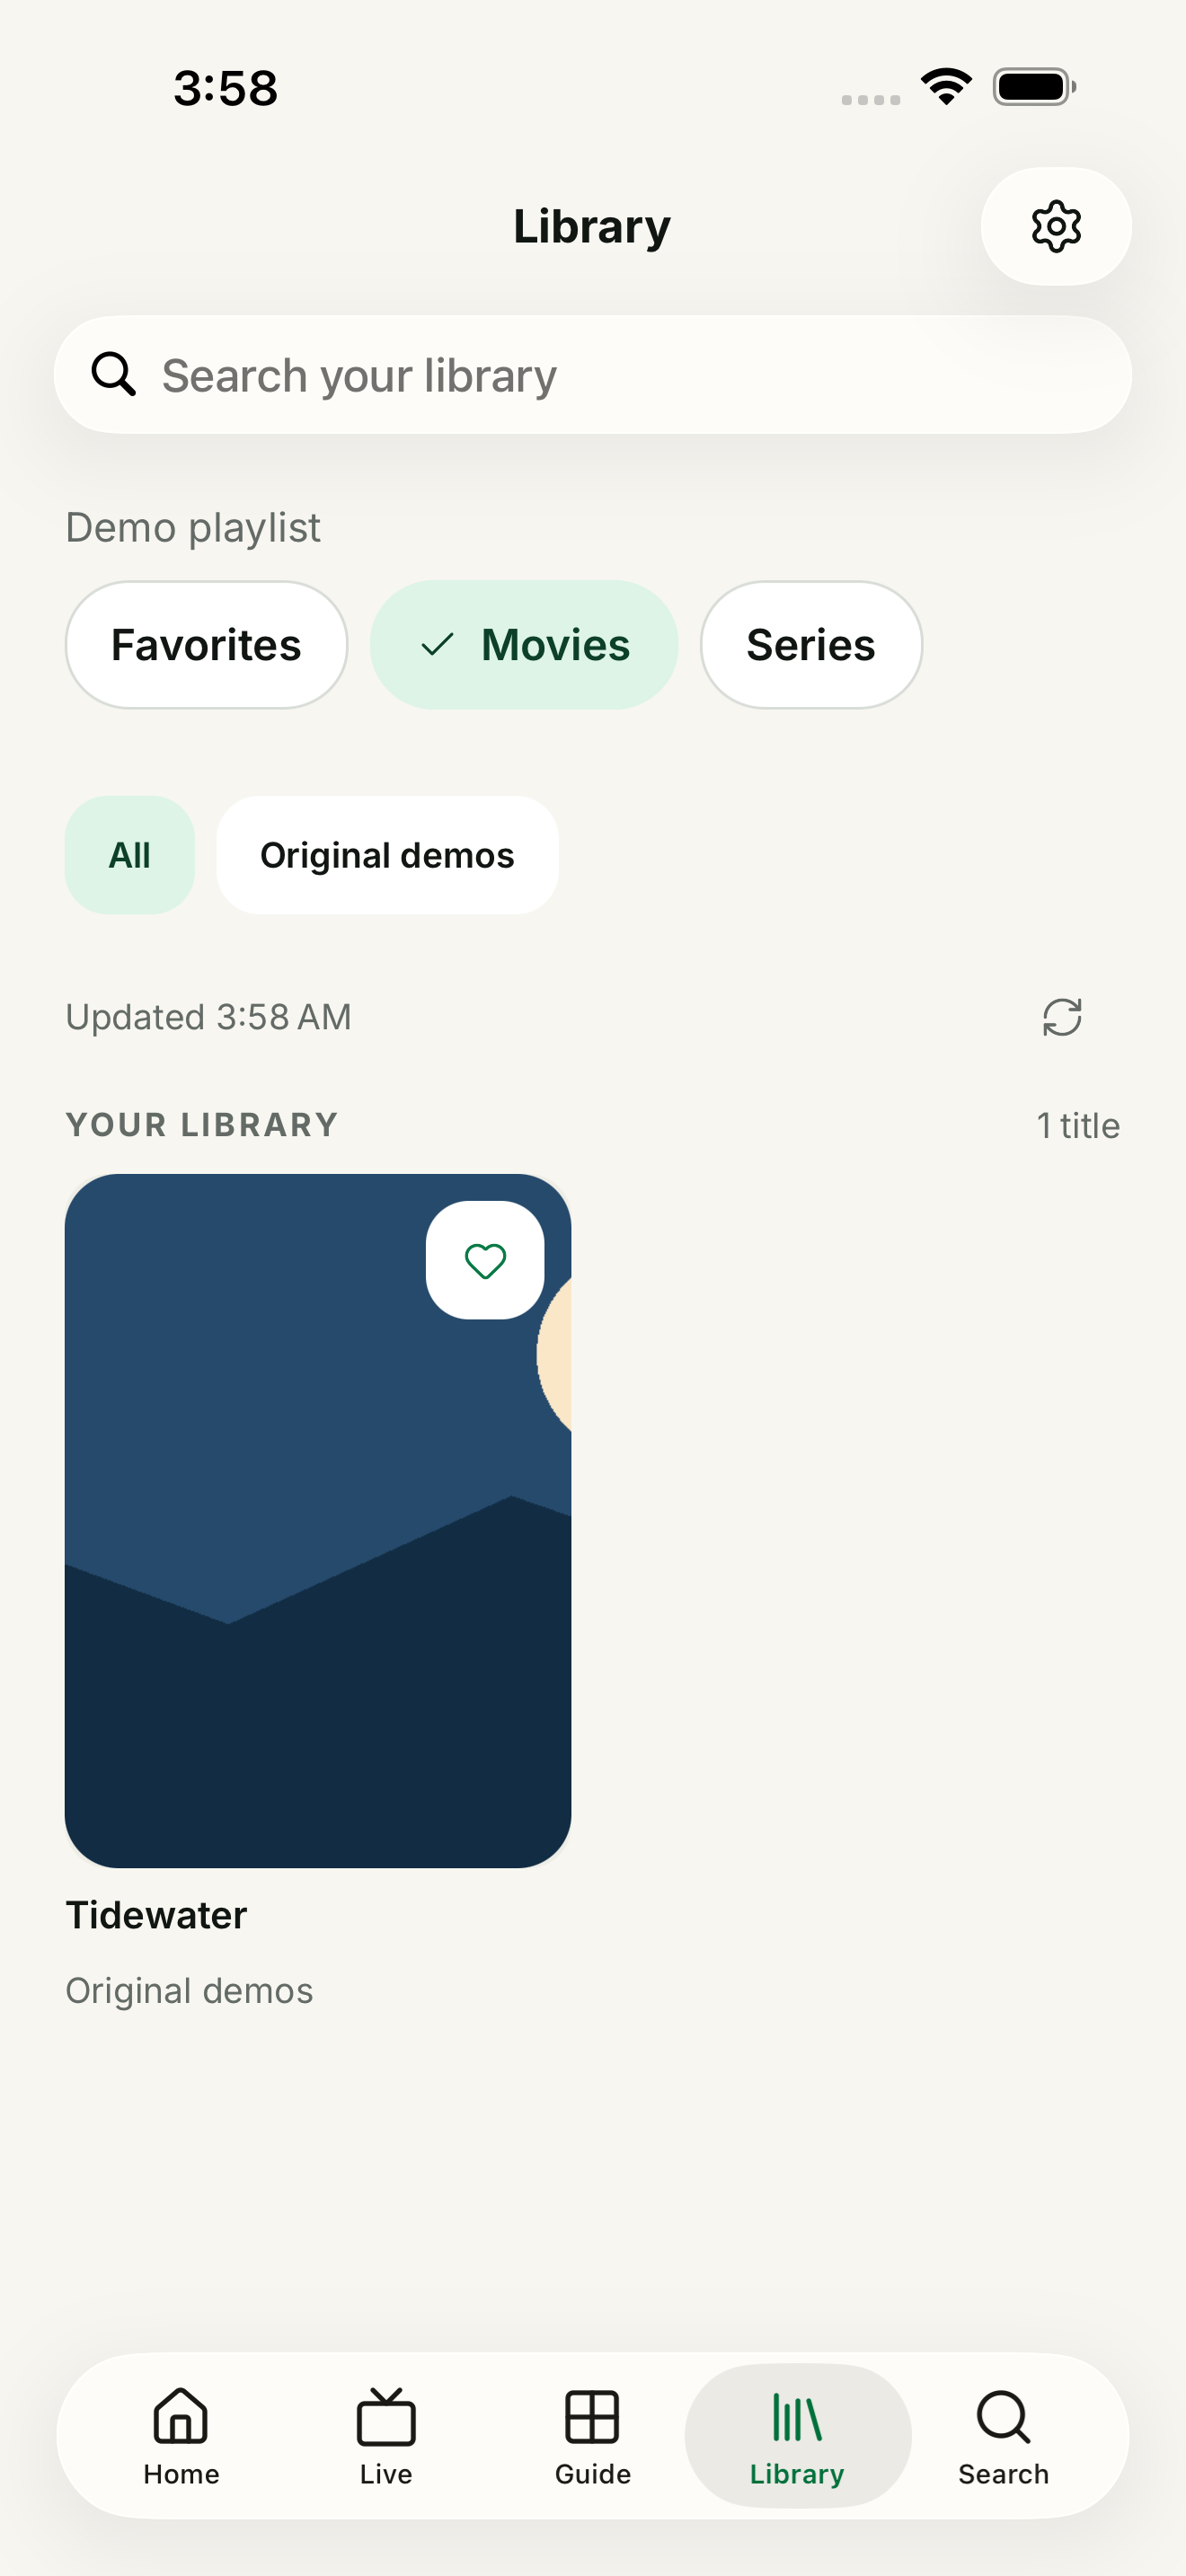 3:58
Library
Search your library
Demo playlist
Favorites
Movies
Series
All
Original demos
Updated 3:58 AM
YOUR LIBRARY
1 title
Tidewater
Original demos
Home
Live
Guide
Library
Search